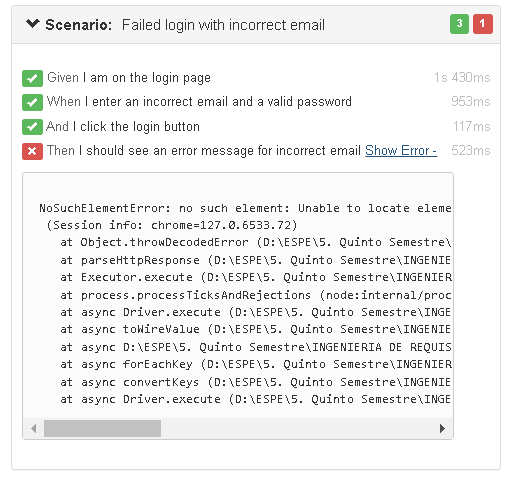 Scenario: Failed login with incorrect email 3 1
Given I am on the login page 1s 430ms
When I enter an incorrect email and a valid password 953ms
And I click the login button 117ms
Then I should see an error message for incorrect email Show Error - 523ms
NoSuchElementError: no such element: Unable to locate eleme
(Session info: chrome=127.0.6533.72)
at Object.throwDecodedError (D:\ESPE\5. Quinto Semestre\
at parseHttpResponse (D:\ESPE\5. Quinto Semestre\INGENIE
at Executor.execute (D:\ESPE\5. Quinto Semestre\INGENIER
at process.processTicksAndRejections (node:internal/proc
at async Driver.execute (D:\ESPE\5. Quinto Semestre\INGE
at async toWireValue (D:\ESPE\5. Quinto Semestre\INGENIE
at async D:\ESPE\5. Quinto Semestre\INGENIERIA DE REQUIS
at async forEachKey (D:\ESPE\5. Quinto Semestre\INGENIER
at async convertKeys (D:\ESPE\5. Quinto Semestre\INGENIE
at async Driver.execute (D:\ESPE\5. Quinto Semestre\INGE